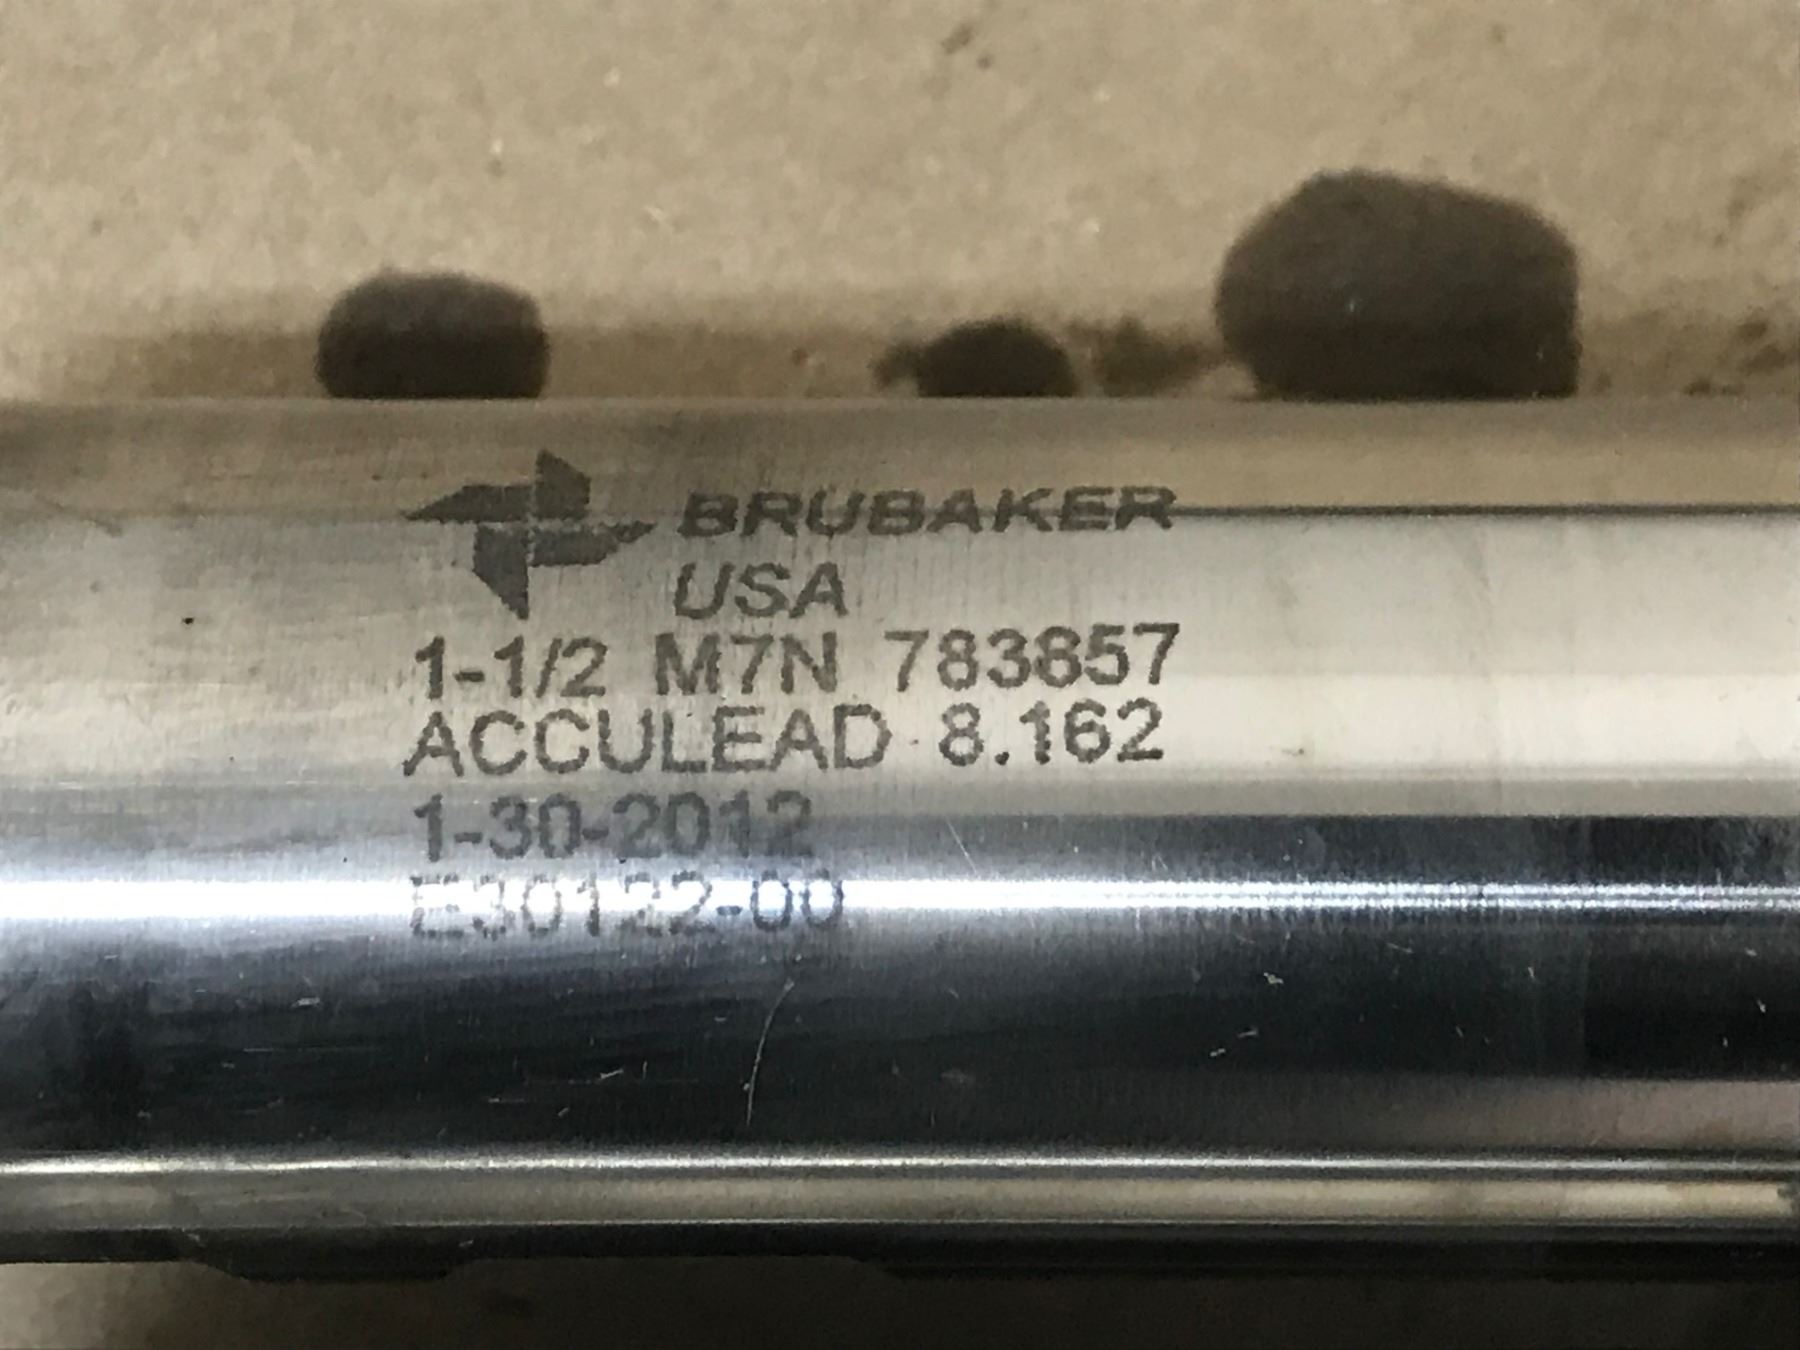 BRUBAKER
USA
1-1/2 M7N 783857
ACCULEAD 8.162
1-30-2012
E30122-00